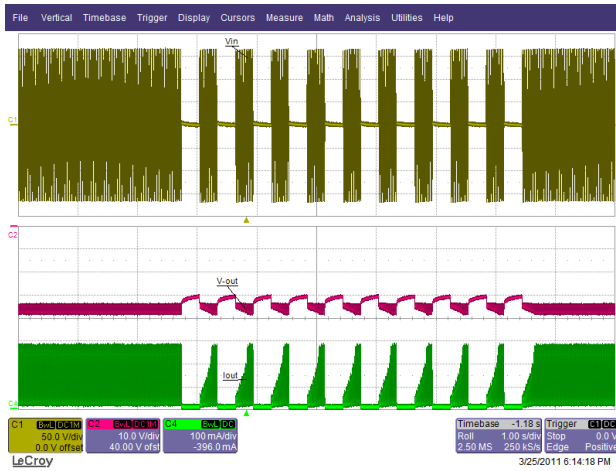 File Vertical Timebase Trigger Display Cursors Measure Math Analysis Utilities Help
Vin
C1
C2
V-out
Iout
C4
C1 BwL DC1M
50.0 V/div
0.0 V offset
C2 BwL DC1M
10.0 V/div
40.00 V ofst
C4 BwL DC
100 mA/div
-396.0 mA
Timebase -1.18 s
Roll 1.00 s/div
2.50 MS 250 kS/s
Trigger C1 DC
Stop 0.0 V
Edge Positive
LeCroy
3/25/2011 6:14:18 PM